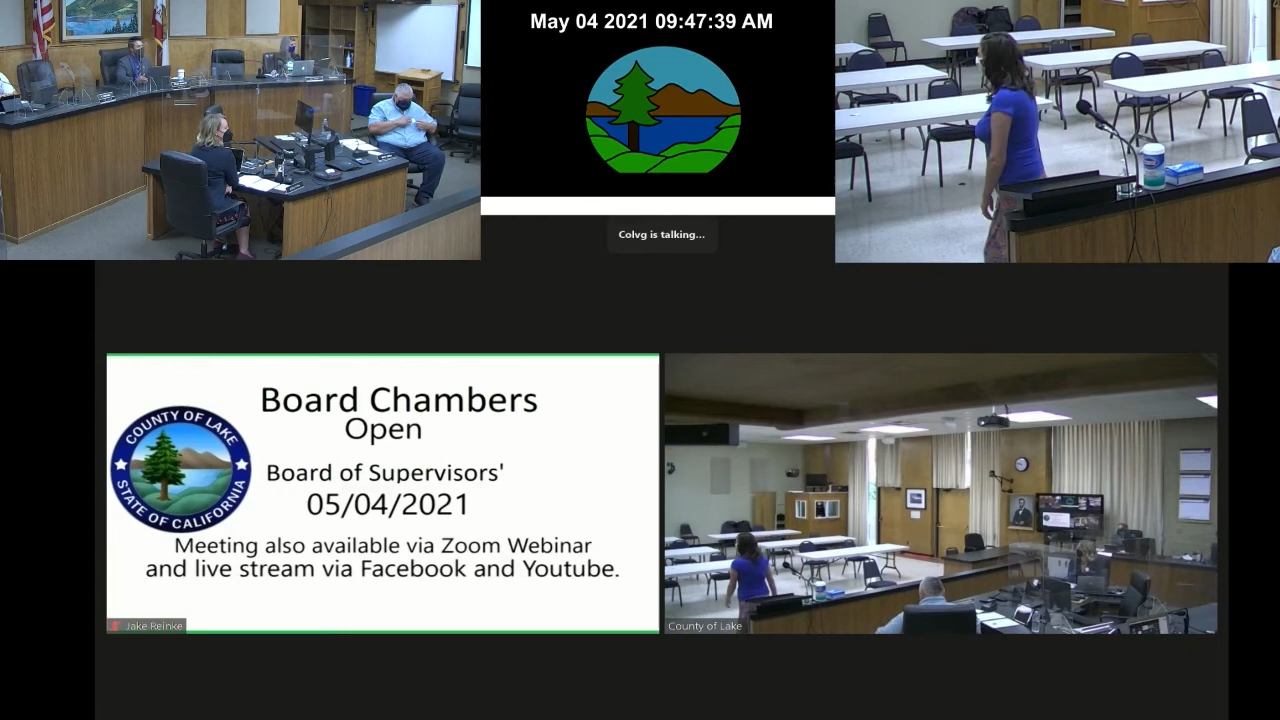 May 04 2021 09:47:39 AM
Colvg is talking...
Board Chambers
Open
Board of Supervisors'
05/04/2021
Meeting also available via Zoom Webinar
and live stream via Facebook and Youtube.
COUNTY OF LAKE
STATE OF CALIFORNIA
Jake Reinke
County of Lake